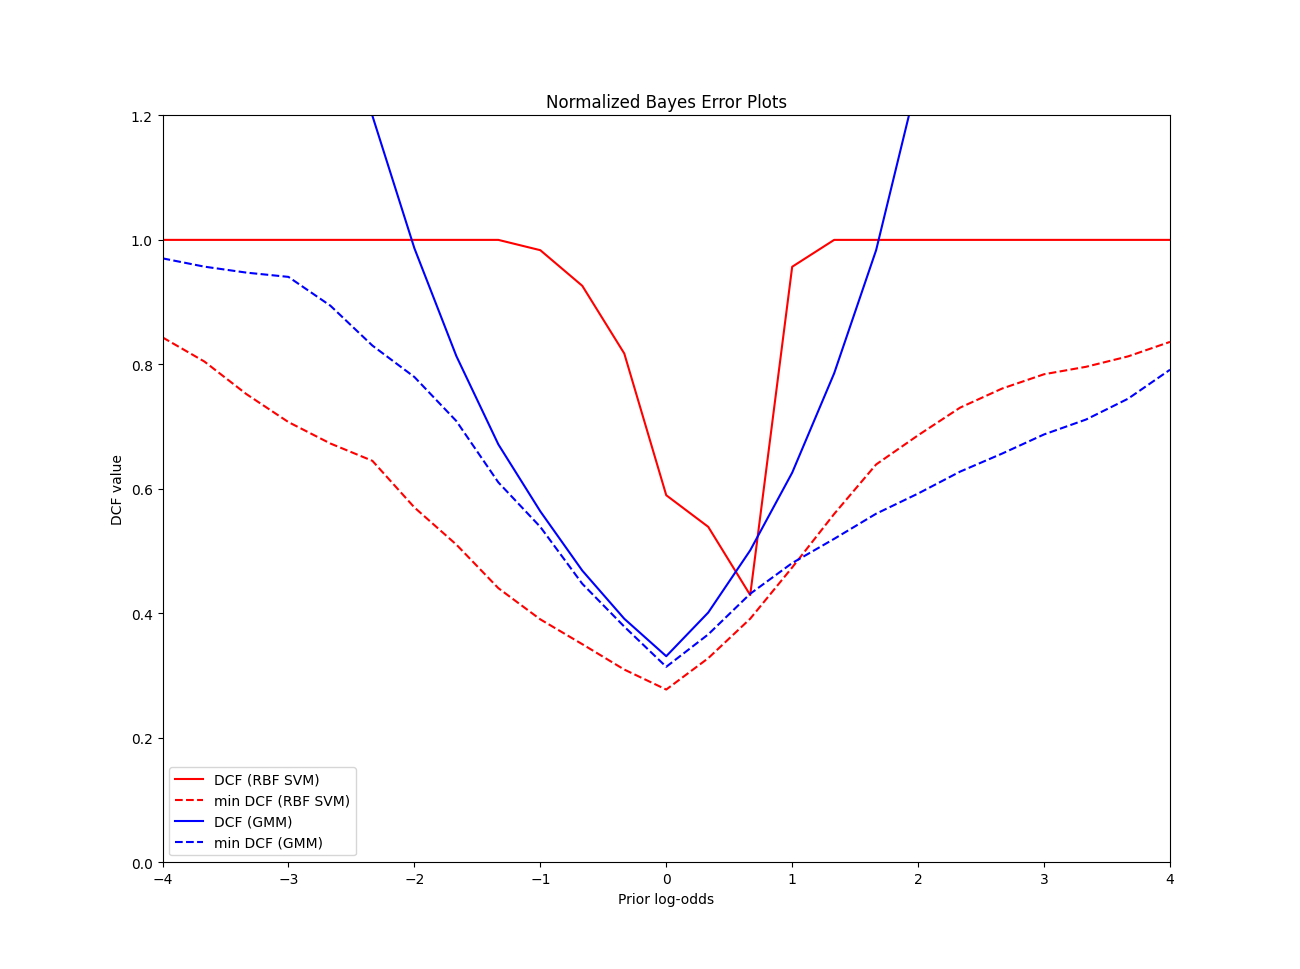 Normalized Bayes Error Plots
1.2
1.0
0.8
0.6
0.4
0.2
0.0
DCF value
DCF (RBF SVM)
min DCF (RBF SVM)
DCF (GMM)
min DCF (GMM)
−4 −3 −2 −1 0 1 2 3 4
Prior log-odds